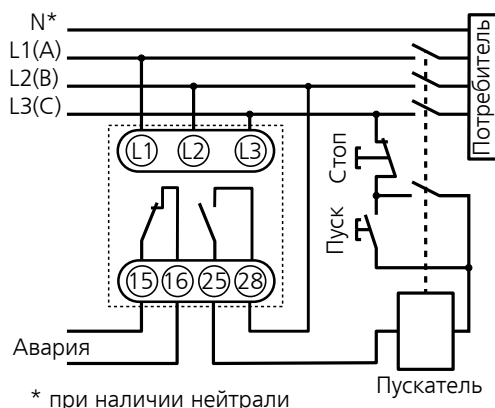 N*
L1(A)
L2(B)
L3(C)
Потребитель
L1 L2 L3
Стоп
Пуск
15 16 25 28
Авария
Пускатель
* при наличии нейтрали